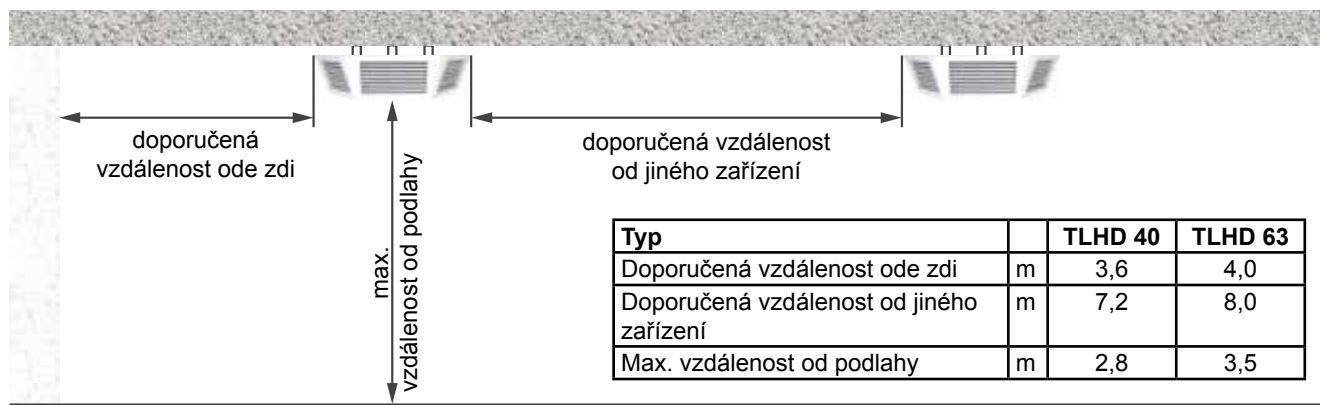 doporučená
vzdálenost ode zdi
max.
vzdálenost od podlahy
doporučená vzdálenost
od jiného zařízení
Typ TLHD 40 TLHD 63
Doporučená vzdálenost ode zdi m 3,6 4,0
Doporučená vzdálenost od jiného m 7,2 8,0
zařízení
Max. vzdálenost od podlahy m 2,8 3,5